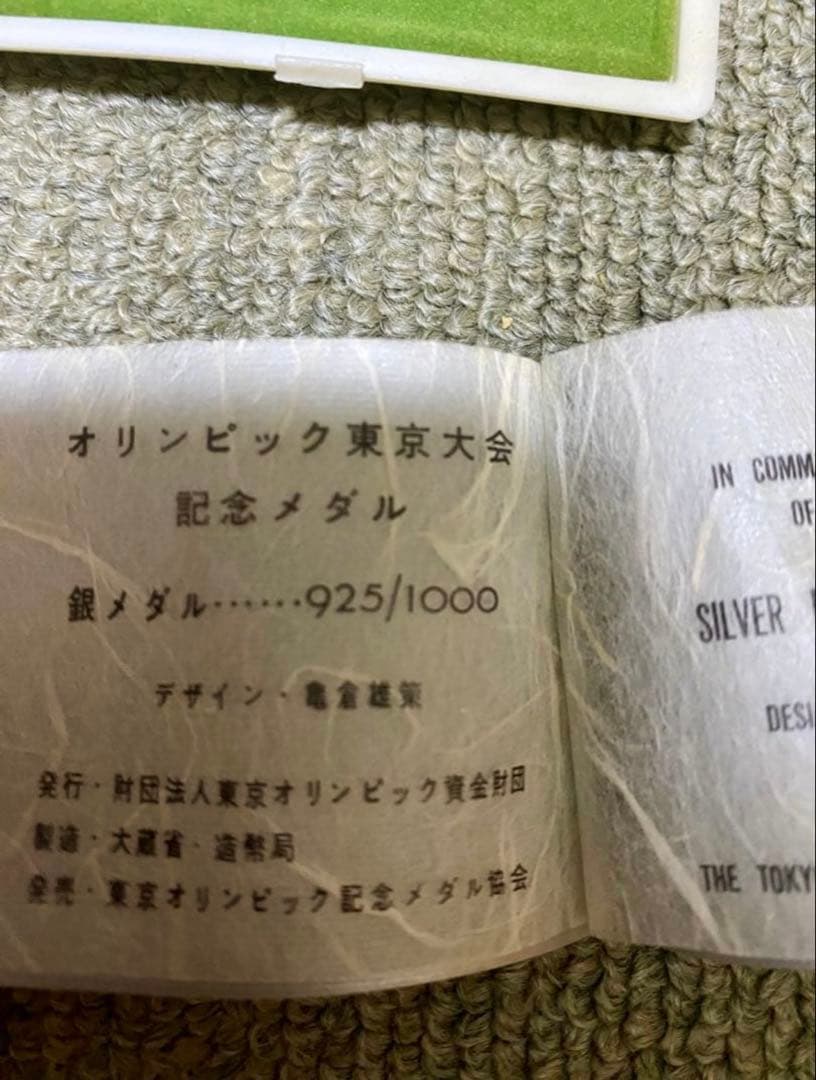 オリンピック東京大会
記念メダル
銀メダル……925/1000
デザイン・亀倉雄策
発行・財団法人東京オリンピック資金財団
製造・大蔵省・造幣局
発売・東京オリンピック記念メダル協会
IN COMM
OF
SILVER
DESI
THE TOKY